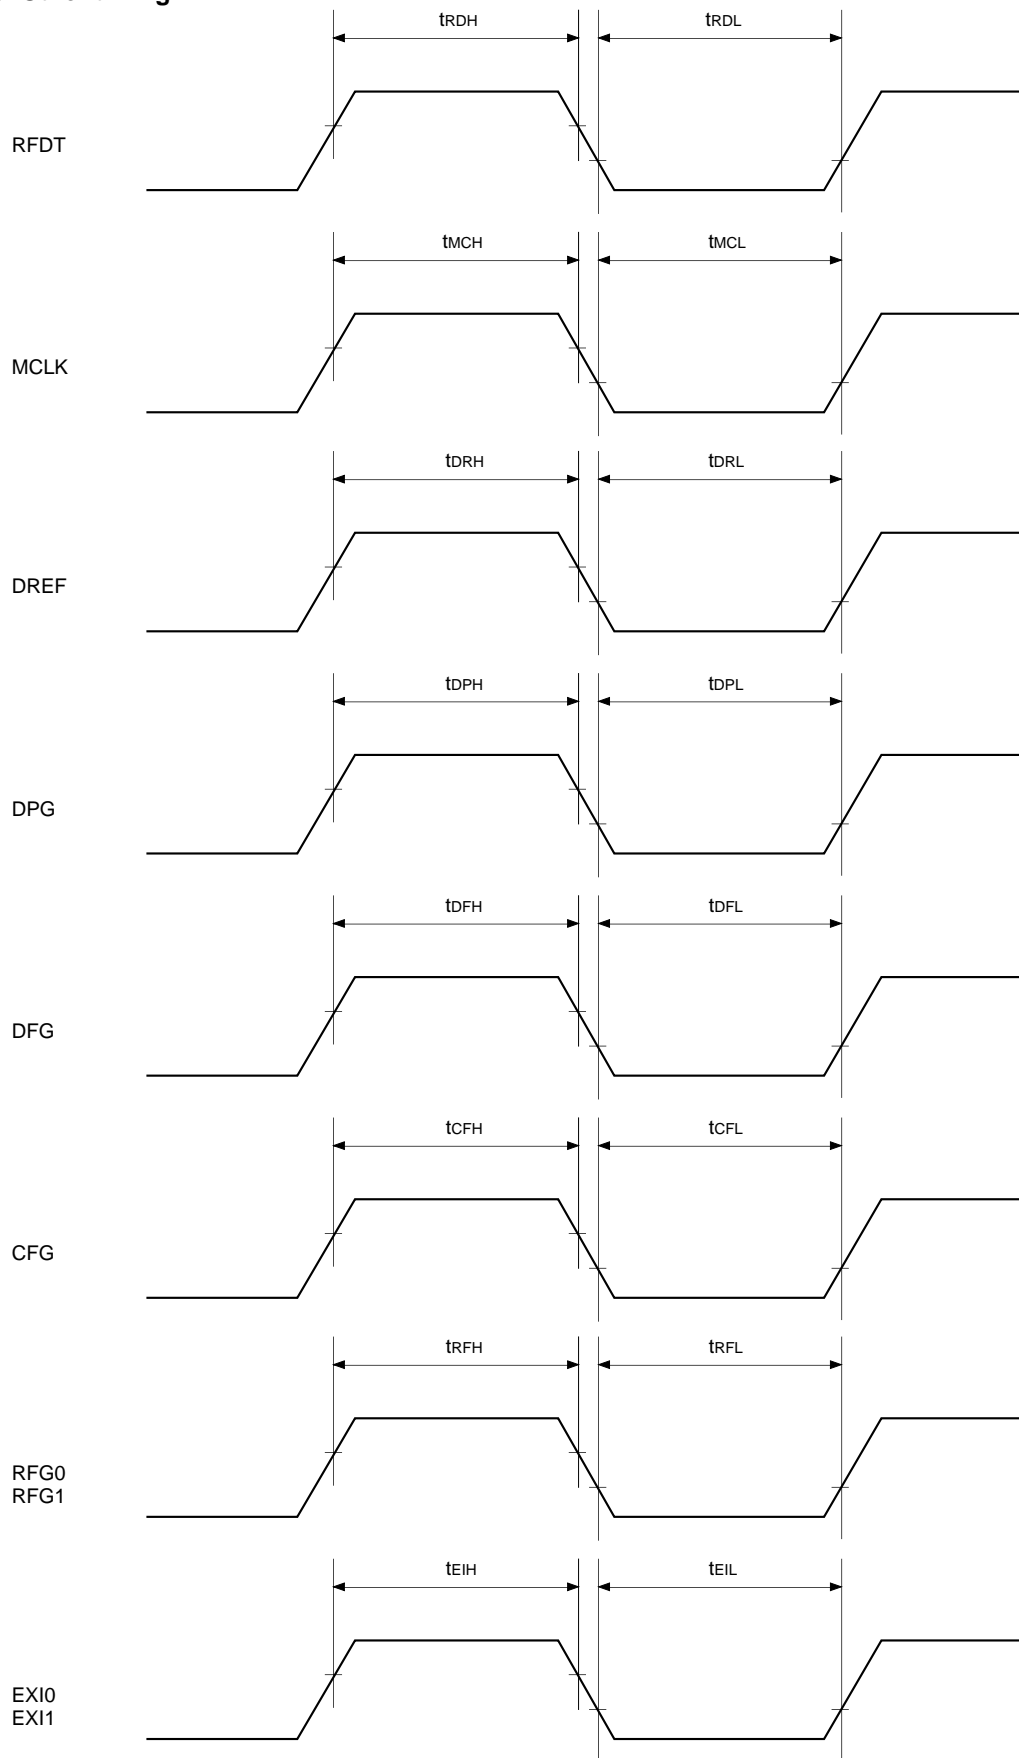 tRDH tRDL
RFDT
tMCH tMCL
MCLK
tDRH tDRL
DREF
tDPH tDPL
DPG
tDFH tDFL
DFG
tCFH tCFL
CFG
tRFH tRFL
RFG0
RFG1
tEIH tEIL
EXI0
EXI1